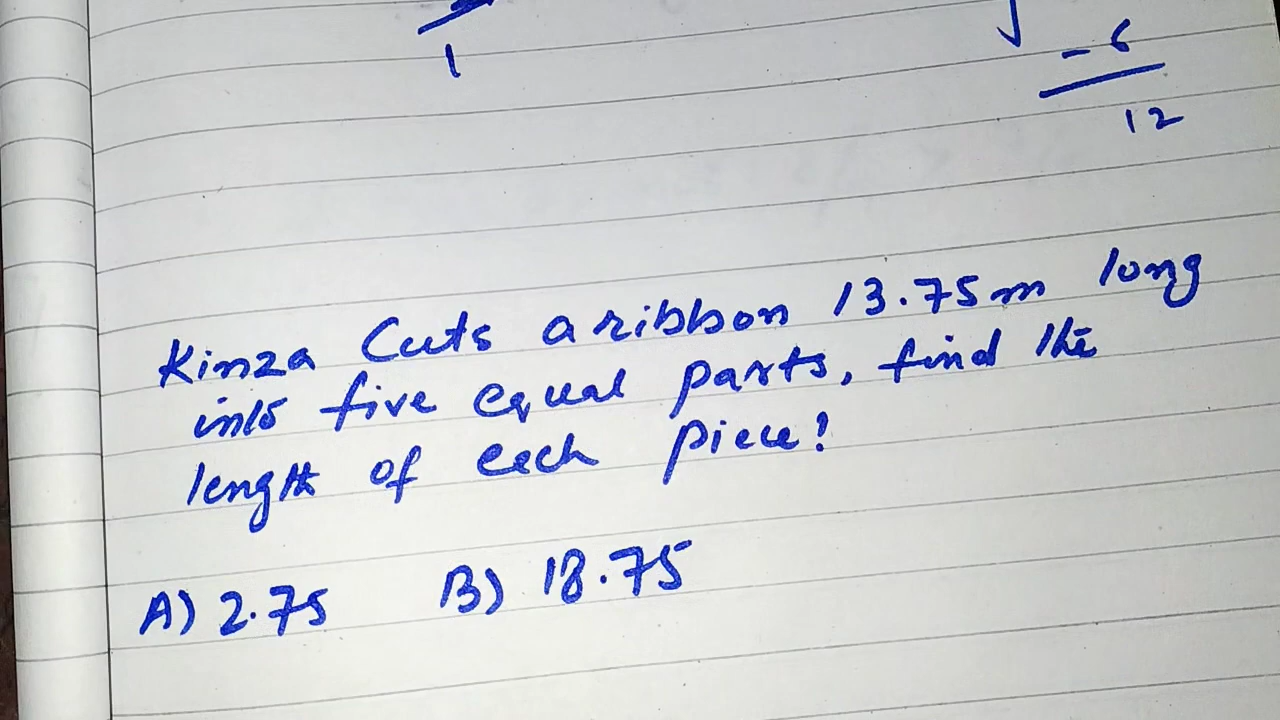 1
- 6
12
Kinza Cuts a ribbon 13.75m long
into five equal parts, find the
length of each piece?
A) 2.75 B) 18.75